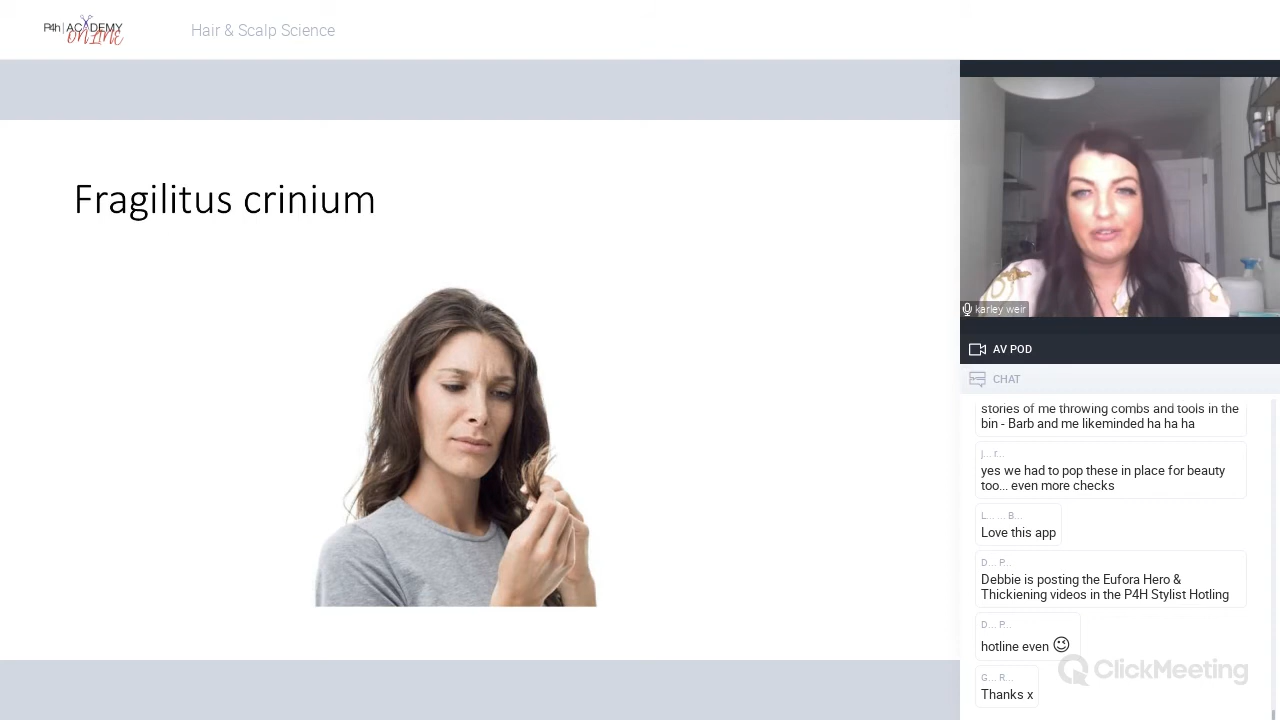 P4h | ACADEMY
ONLINE
Hair & Scalp Science
Fragilitus crinium
karley weir
AV POD
CHAT
stories of me throwing combs and tools in the
bin - Barb and me likeminded ha ha ha
j... r...
yes we had to pop these in place for beauty
too... even more checks
L... ... B...
Love this app
D... P...
Debbie is posting the Eufora Hero &
Thickiening videos in the P4H Stylist Hotling
D... P...
hotline even 😉
ClickMeeting
G... R...
Thanks x